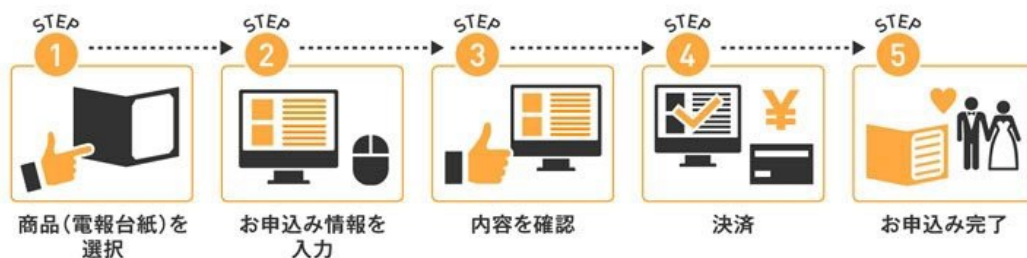 STEP
1
STEP
2
STEP
3
STEP
4
STEP
5
¥
商品(電報台紙)を
選択
お申込み情報を
入力
内容を確認
決済
お申込み完了